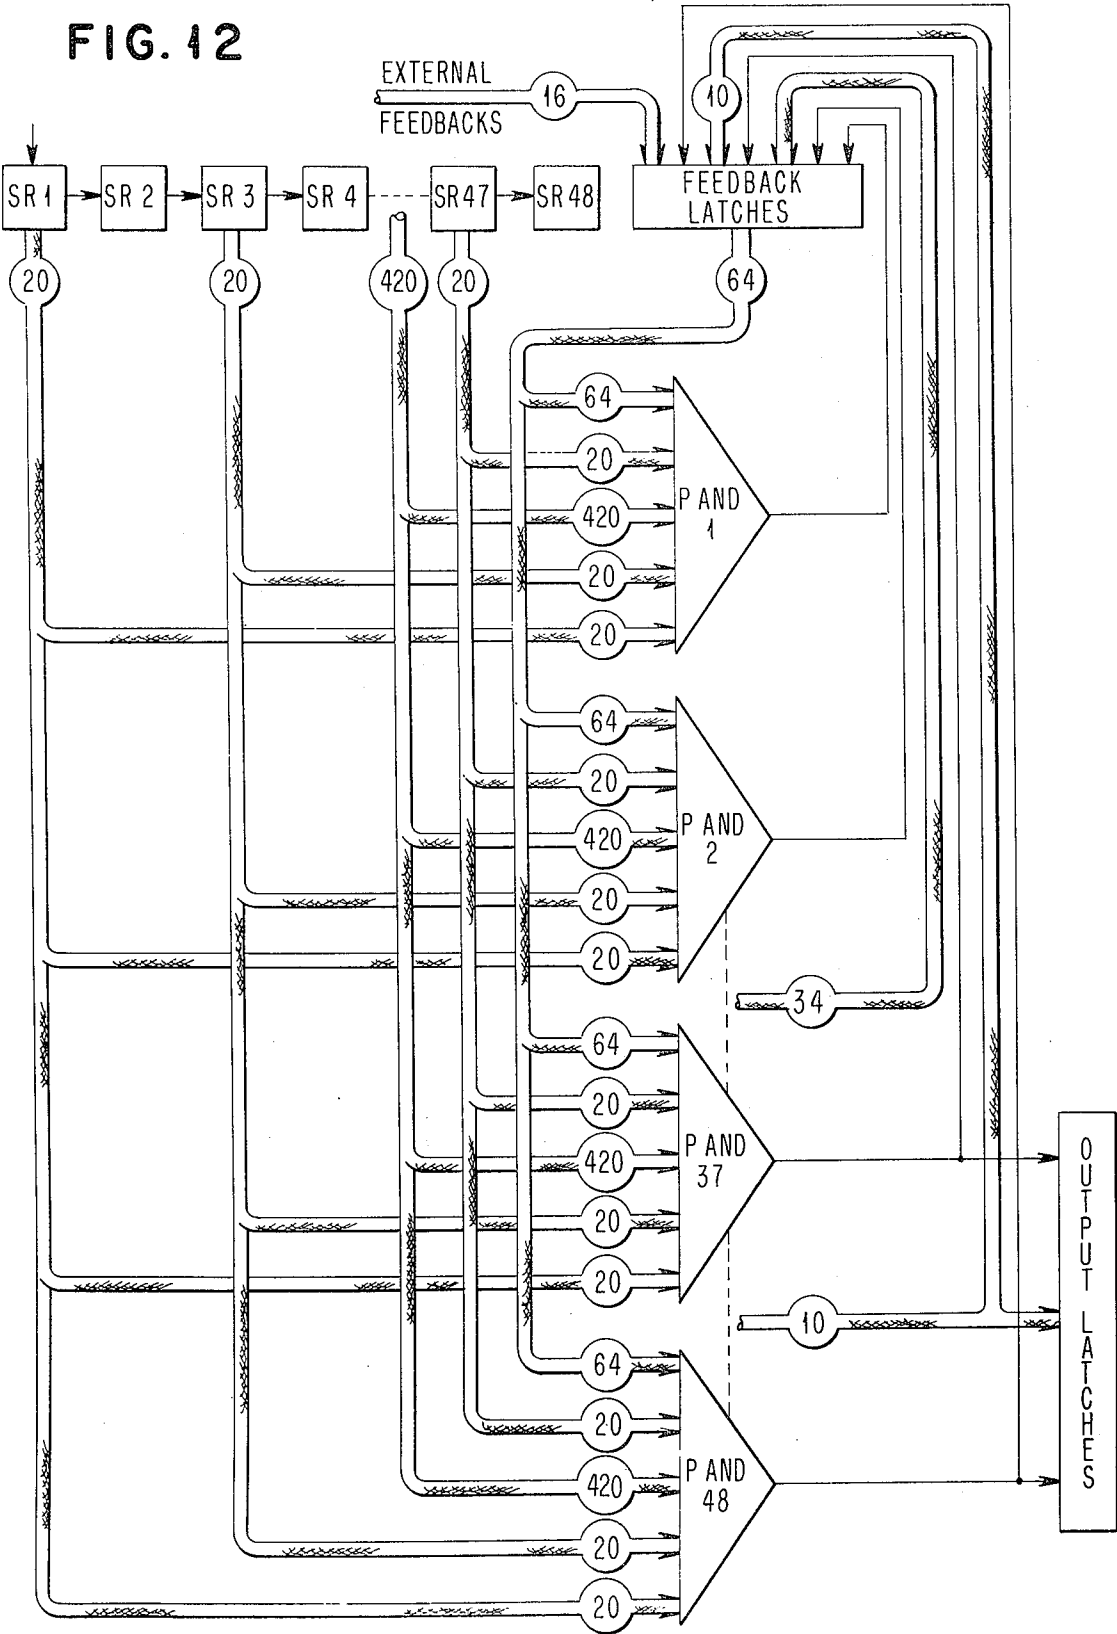 FIG. 12
EXTERNAL
FEEDBACKS
16
10
SR 1
SR 2
SR 3
SR 4
SR 47
SR 48
FEEDBACK
LATCHES
20
20
420
20
64
64
20
420
20
20
P AND
1
64
20
420
20
20
P AND
2
34
64
20
420
20
20
P AND
37
10
64
20
420
20
20
P AND
48
OUTPUT LATCHES